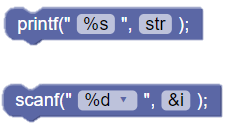 printf(" %s ", str );
scanf(" %d ▾ ", &i );